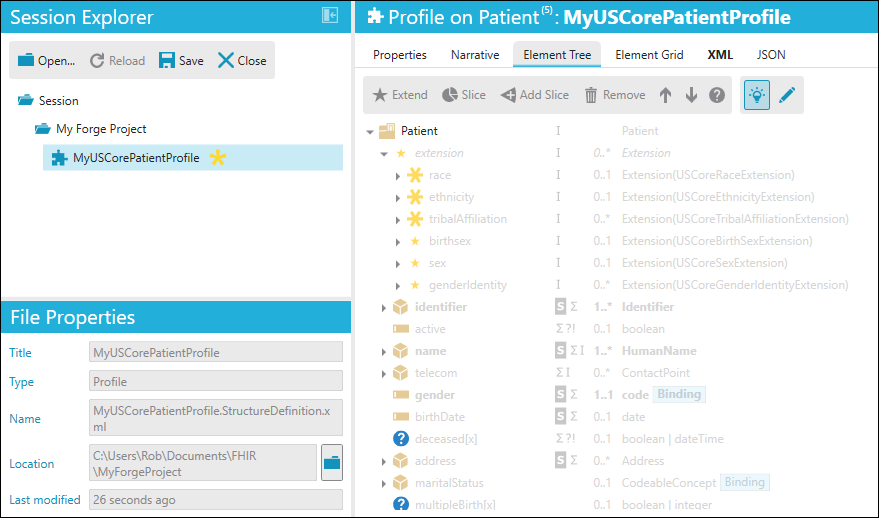 Session Explorer
Open... Reload Save Close
Session
My Forge Project
MyUSCorePatientProfile
File Properties
Title MyUSCorePatientProfile
Type Profile
Name MyUSCorePatientProfile.StructureDefinition.x
ml
Location C:\Users\Rob\Documents\FHIR
\MyForgeProject
Last modified 26 seconds ago
Profile on Patient (5) : MyUSCorePatientProfile
Properties Narrative Element Tree Element Grid XML JSON
Extend Slice Add Slice Remove ?
Patient I Patient
extension I 0..* Extension
race I 0..1 Extension(USCoreRaceExtension)
ethnicity I 0..1 Extension(USCoreEthnicityExtension)
tribalAffiliation I 0..* Extension(USCoreTribalAffiliationExtension)
birthsex I 0..1 Extension(USCoreBirthSexExtension)
sex I 0..1 Extension(USCoreSexExtension)
genderIdentity I 0..* Extension(USCoreGenderIdentityExtension)
identifier S Σ 1..* Identifier
active Σ ?! 0..1 boolean
name S Σ I 1..* HumanName
telecom Σ I 0..* ContactPoint
gender S Σ 1..1 code Binding
birthDate S Σ 0..1 date
? deceased[x] Σ ?! 0..1 boolean | dateTime
address S Σ 0..* Address
maritalStatus 0..1 CodeableConcept Binding
? multipleBirth[x] 0..1 boolean | integer